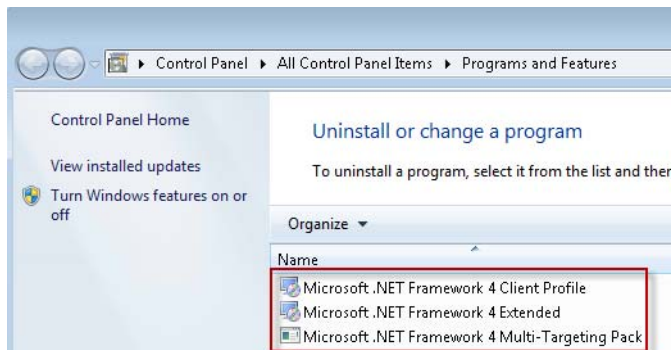 Control Panel ▸ All Control Panel Items ▸ Programs and Features
Control Panel Home
View installed updates
Turn Windows features on or
off
Uninstall or change a program
To uninstall a program, select it from the list and then
Organize
Name
Microsoft .NET Framework 4 Client Profile
Microsoft .NET Framework 4 Extended
Microsoft .NET Framework 4 Multi-Targeting Pack